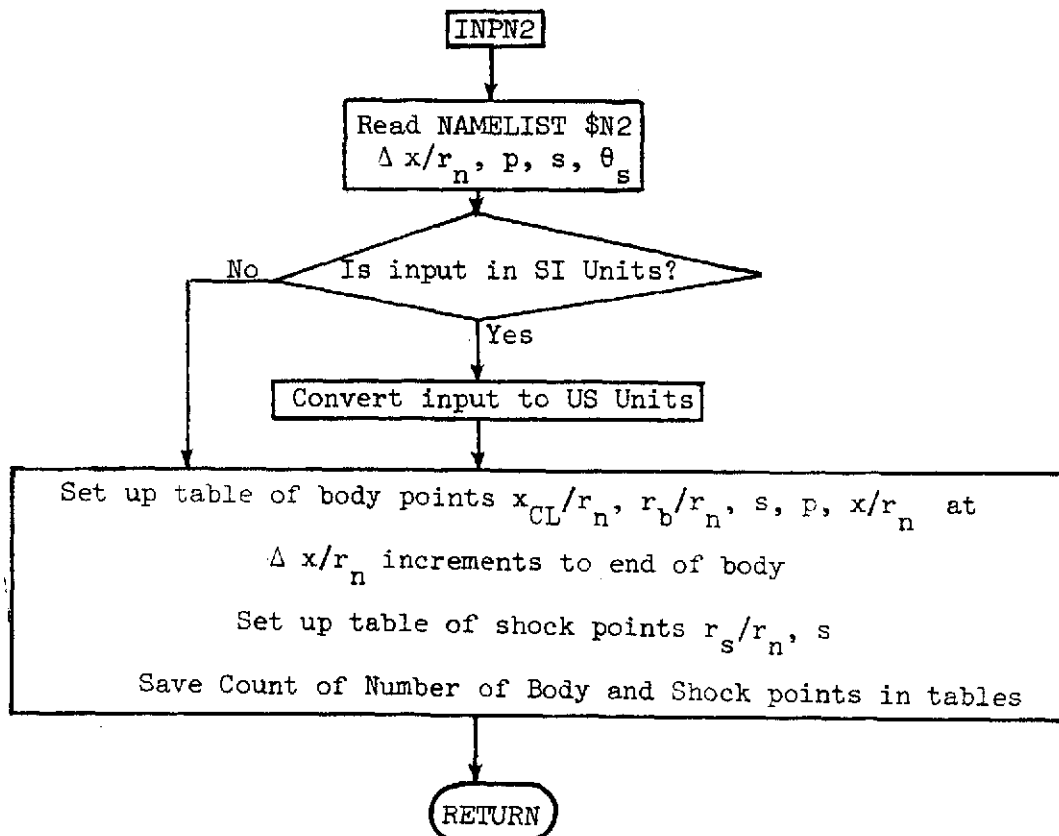 INPN2
Read NAMELIST $N2
Δ x/r_n, p, s, θ_s
Is input in SI Units?
No
Yes
Convert input to US Units
Set up table of body points x_CL/r_n, r_b/r_n, s, p, x/r_n at
Δ x/r_n increments to end of body
Set up table of shock points r_s/r_n, s
Save Count of Number of Body and Shock points in tables
RETURN